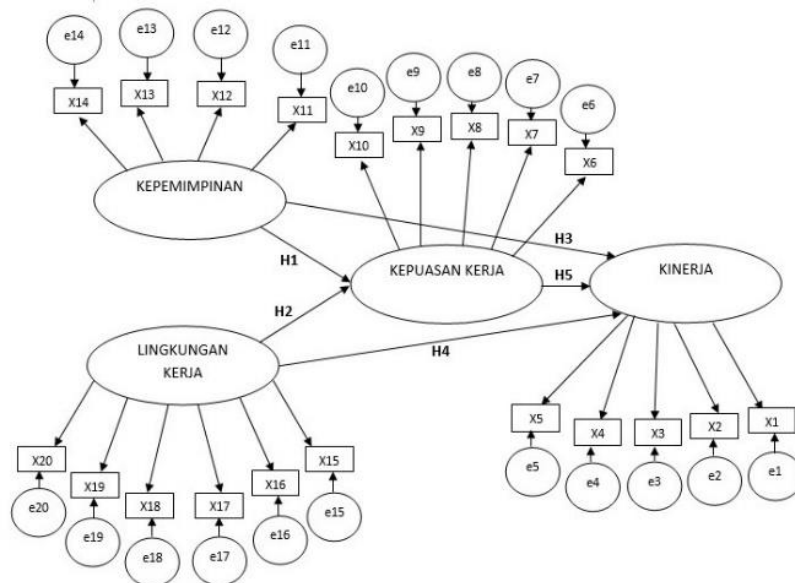 e14
e13
e12
e11
X14
X13
X12
X11
e10
e9
e8
e7
e6
X10
X9
X8
X7
X6
KEPEMIMPINAN
H1
H3
KEPUASAN KERJA
H5
KINERJA
H2
H4
LINGKUNGAN
KERJA
X20
X19
X18
X17
X16
X15
e20
e19
e18
e17
e16
e15
X5
X4
X3
X2
X1
e5
e4
e3
e2
e1